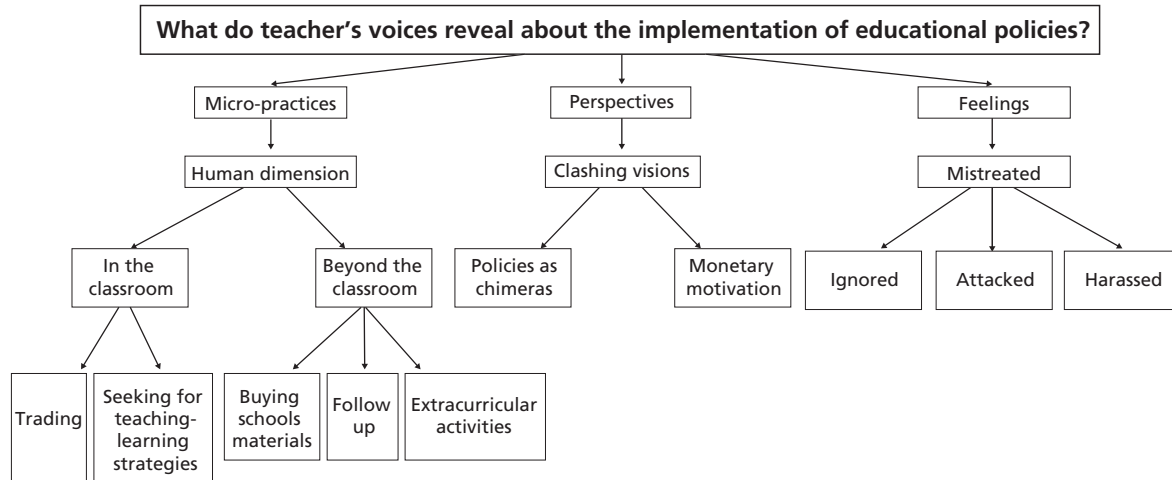 What do teacher's voices reveal about the implementation of educational policies?
Micro-practices
Perspectives
Feelings
Human dimension
Clashing visions
Mistreated
In the
classroom
Beyond the
classroom
Policies as
chimeras
Monetary
motivation
Ignored
Attacked
Harassed
Trading
Seeking for
teaching-
learning
strategies
Buying
schools
materials
Follow
up
Extracurricular
activities